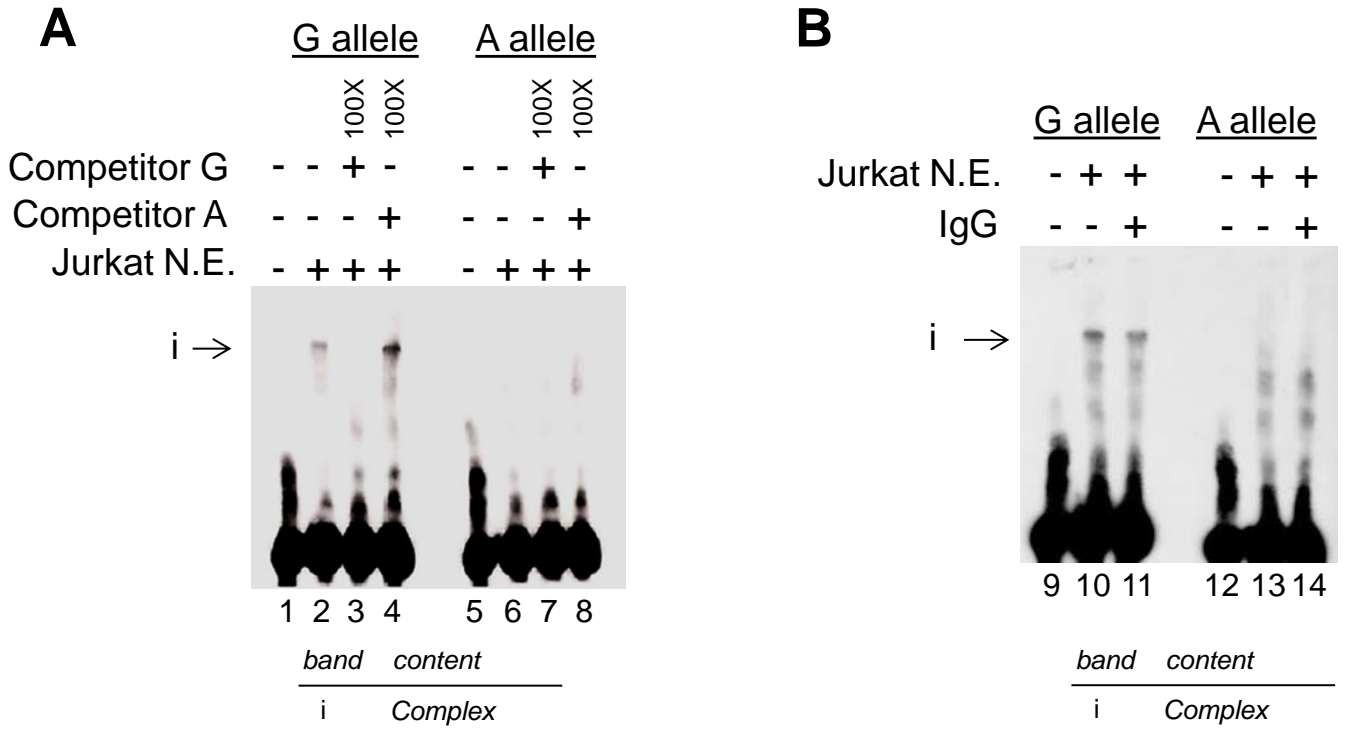 A
G allele A allele
100X 100X 100X 100X
Competitor G - - + - - - + -
Competitor A - - - + - - - +
Jurkat N.E. - + + + - + + +
i →
1 2 3 4 5 6 7 8
band content
i Complex
B
G allele A allele
Jurkat N.E. - + + - + +
IgG - - + - - +
i →
9 10 11 12 13 14
band content
i Complex